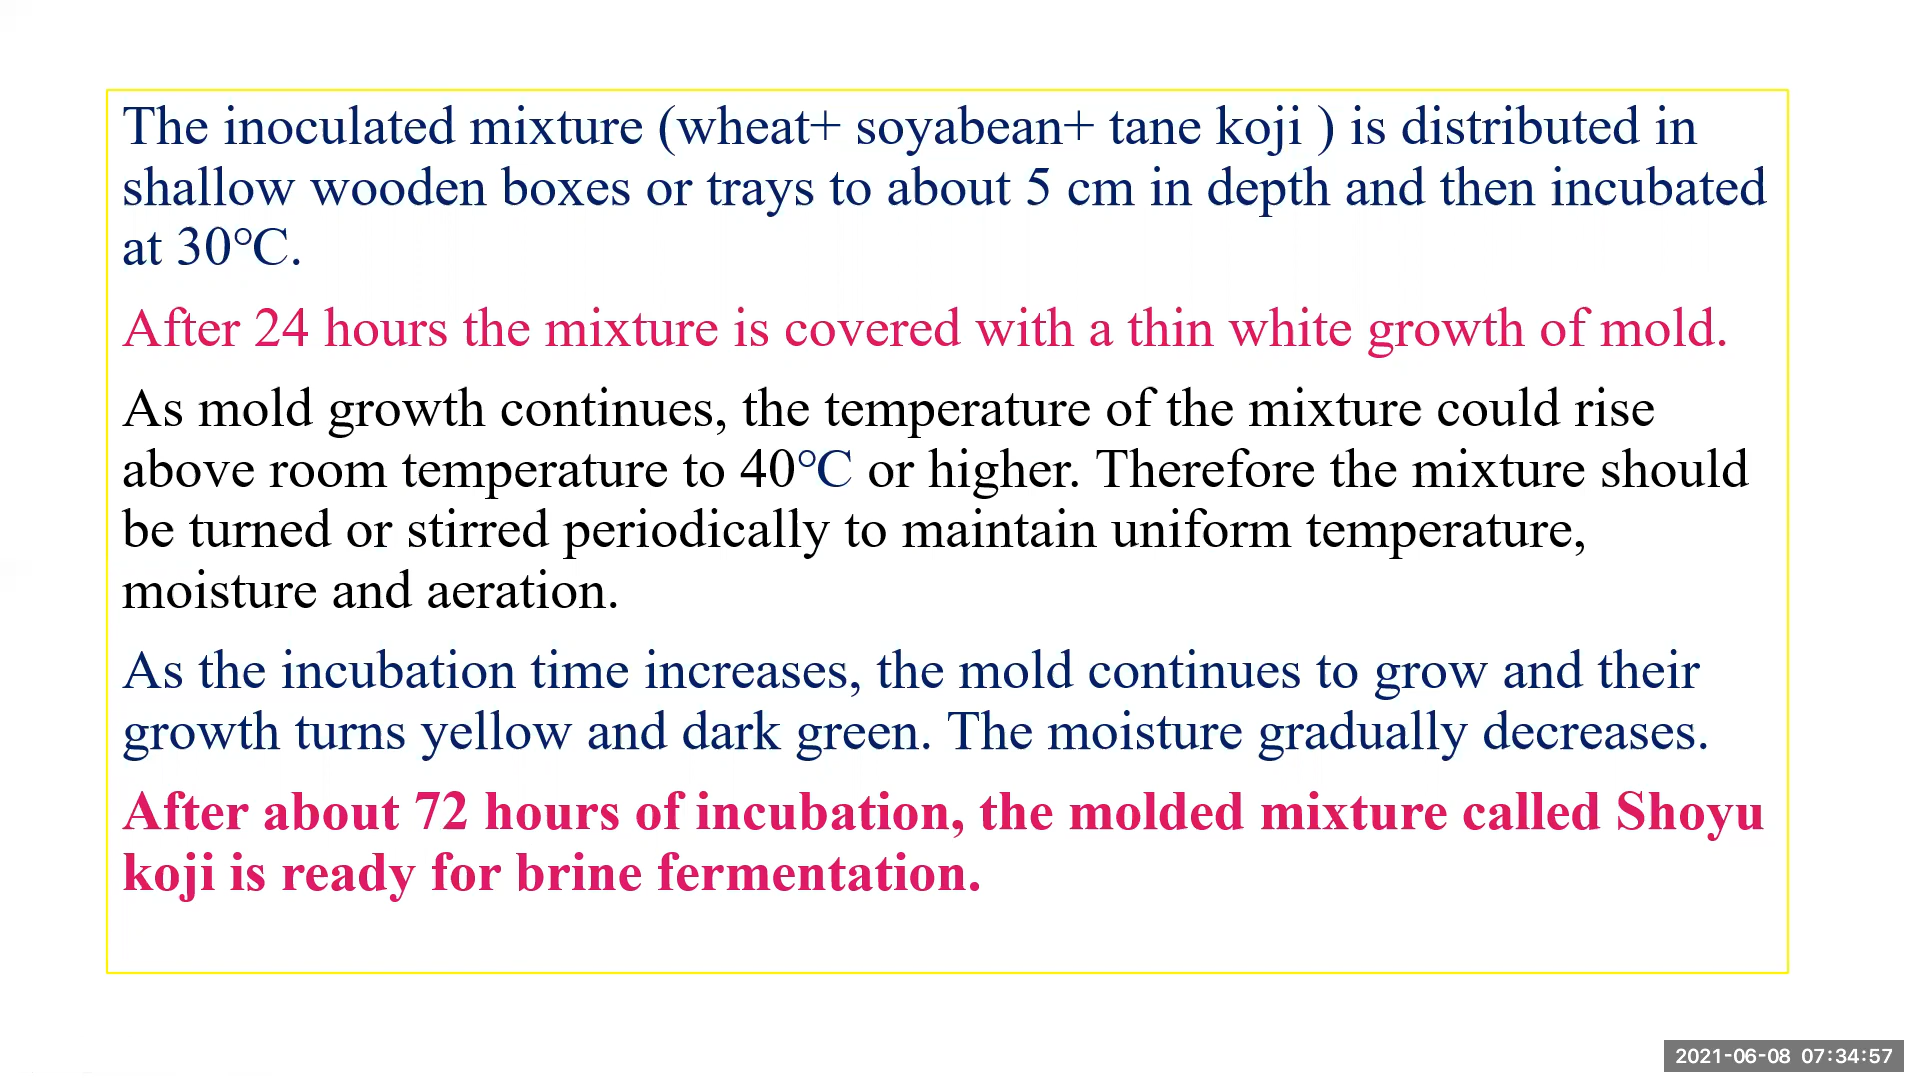 The inoculated mixture (wheat+ soyabean+ tane koji ) is distributed in
shallow wooden boxes or trays to about 5 cm in depth and then incubated
at 30℃.
After 24 hours the mixture is covered with a thin white growth of mold.
As mold growth continues, the temperature of the mixture could rise
above room temperature to 40℃ or higher. Therefore the mixture should
be turned or stirred periodically to maintain uniform temperature,
moisture and aeration.
As the incubation time increases, the mold continues to grow and their
growth turns yellow and dark green. The moisture gradually decreases.
After about 72 hours of incubation, the molded mixture called Shoyu
koji is ready for brine fermentation.
2021-06-08 07:34:57